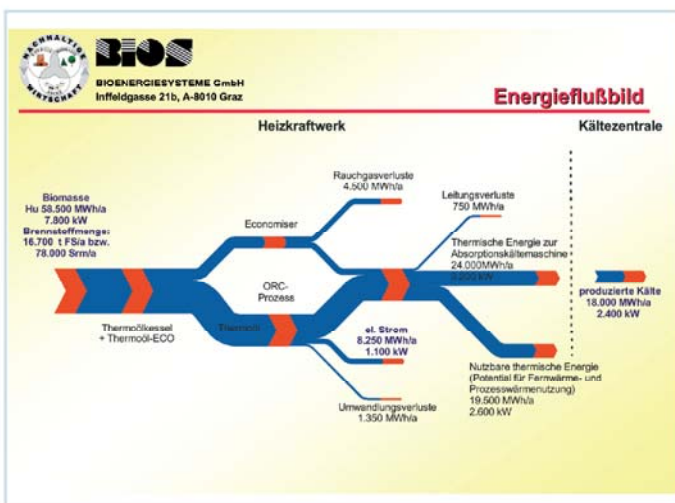 NACHHALTIGE
WIRTSCHAFT
BIOS
BIOENERGIESYSTEME GmbH
Inffeldgasse 21b, A-8010 Graz
Energieflußbild
Heizkraftwerk
Kältezentrale
Biomasse
Hu 58.500 MWh/a
7.800 kW
Brennstoffmenge:
16.700 t FS/a bzw.
78.000 Srm/a
Rauchgasverluste
4.500 MWh/a
Economiser
Leitungsverluste
750 MWh/a
Thermische Energie zur
Absorptionskältemaschine
24.000MWh/a
3.200 kW
produzierte Kälte
18.000 MWh/a
2.400 kW
ORC-
Prozess
Thermoölkessel
+ Thermoöl-ECO
Thermoöl
el. Strom
8.250 MWh/a
1.100 kW
Umwandlungsverluste
1.350 MWh/a
Nutzbare thermische Energie
(Potential für Fernwärme- und
Prozesswärmenutzung)
19.500 MWh/a
2.600 kW